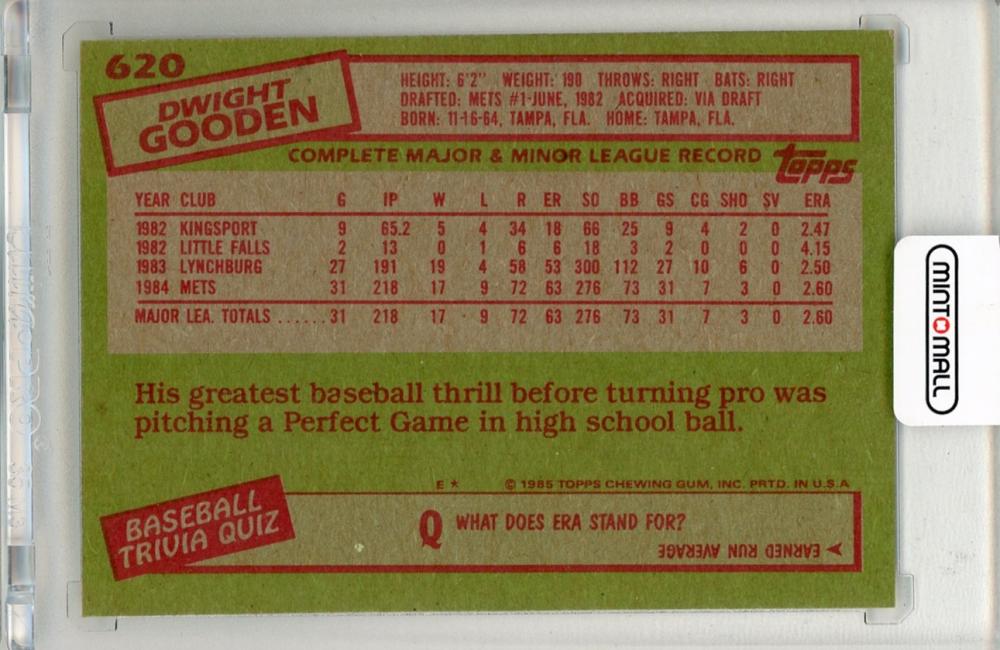 620
DWIGHT
GOODEN
HEIGHT: 6'2" WEIGHT: 190 THROWS: RIGHT BATS: RIGHT
DRAFTED: METS #1-JUNE, 1982 ACQUIRED: VIA DRAFT
BORN: 11-16-64, TAMPA, FLA. HOME: TAMPA, FLA.
COMPLETE MAJOR & MINOR LEAGUE RECORD
topps
YEAR CLUB G IP W L R ER SO BB GS CG SHO SV ERA
1982 KINGSPORT 9 65.2 5 4 34 18 66 25 9 4 2 0 2.47
1982 LITTLE FALLS 2 13 0 1 6 6 18 3 2 0 0 0 4.15
1983 LYNCHBURG 27 191 19 4 58 53 300 112 27 10 6 0 2.50
1984 METS 31 218 17 9 72 63 276 73 31 7 3 0 2.60
MAJOR LEA. TOTALS ......31 218 17 9 72 63 276 73 31 7 3 0 2.60
His greatest baseball thrill before turning pro was
pitching a Perfect Game in high school ball.
E * © 1985 TOPPS CHEWING GUM, INC. PRTD. IN U.S.A
BASEBALL
TRIVIA QUIZ
Q WHAT DOES ERA STAND FOR?
EARNED RUN AVERAGE
MINT MALL